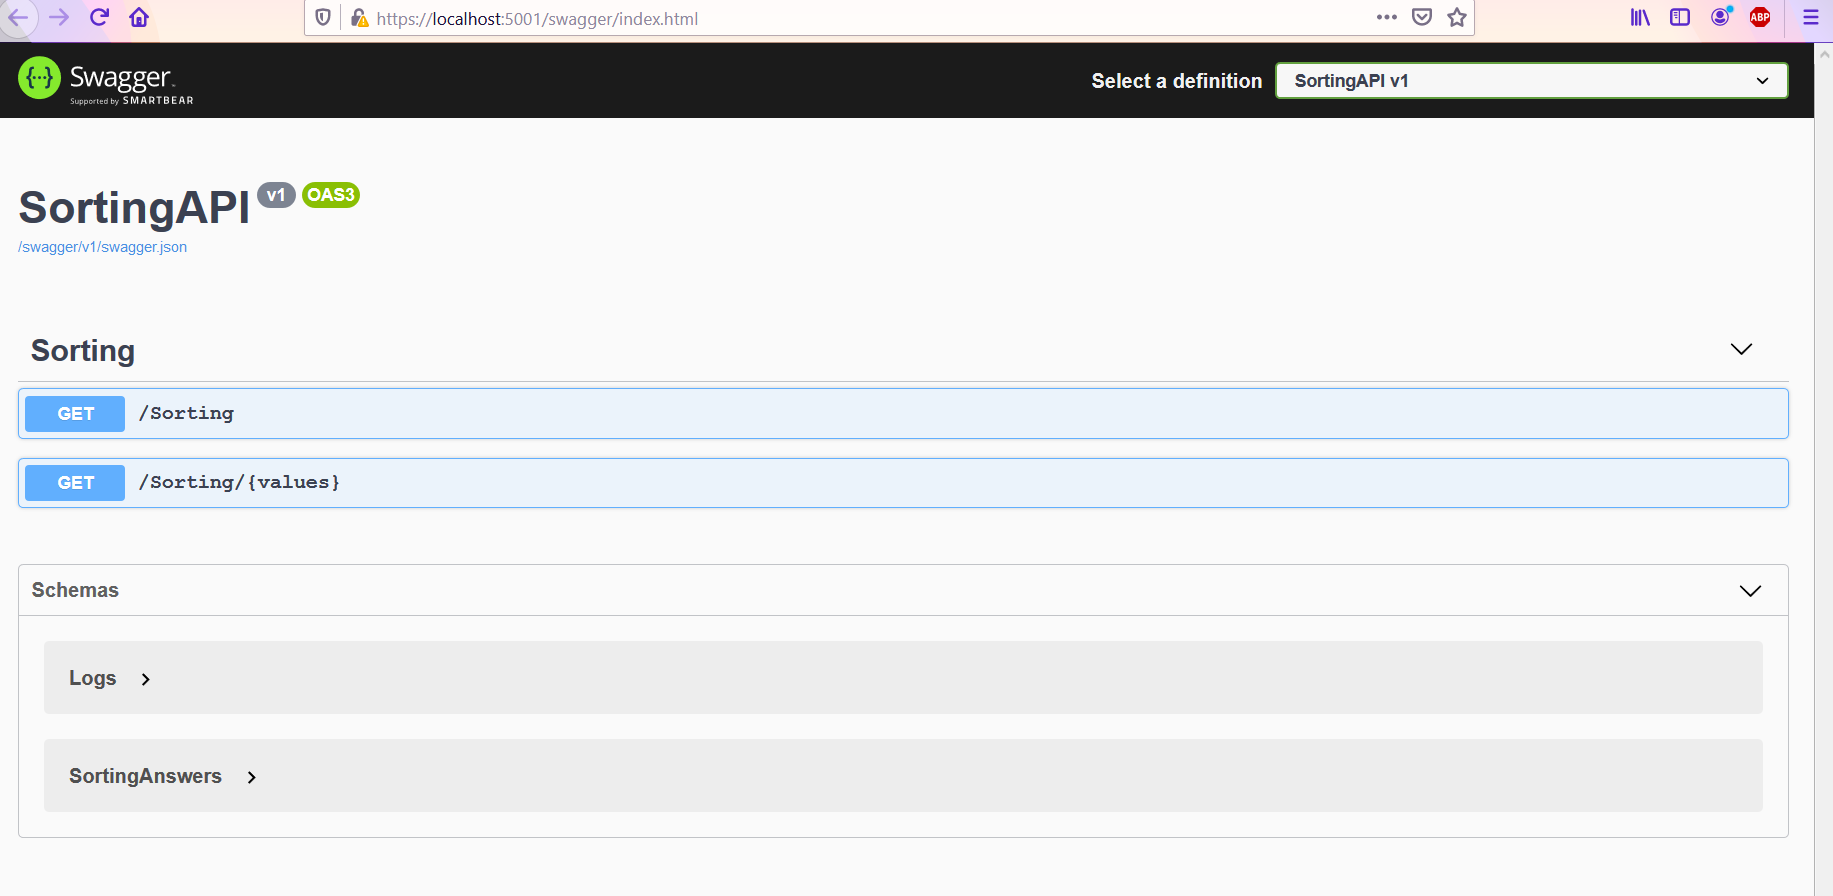 https://localhost:5001/swagger/index.html
ABP
{···} Swagger™
Supported by SMARTBEAR
Select a definition
SortingAPI v1
SortingAPI v1 OAS3
/swagger/v1/swagger.json
Sorting
GET /Sorting
GET /Sorting/{values}
Schemas
Logs
SortingAnswers